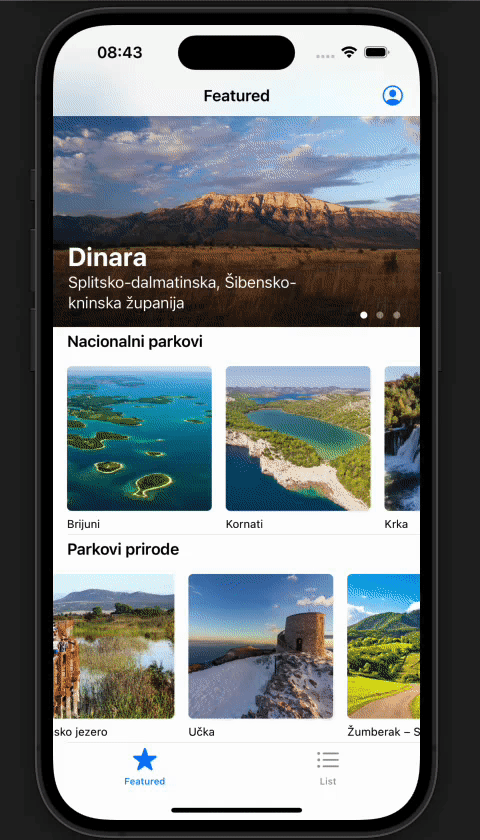 08:43
Featured
Dinara
Splitsko-dalmatinska, Šibensko-
kninska županija
Nacionalni parkovi
Brijuni
Kornati
Krka
Parkovi prirode
sko jezero
Učka
Žumberak – S
Featured
List